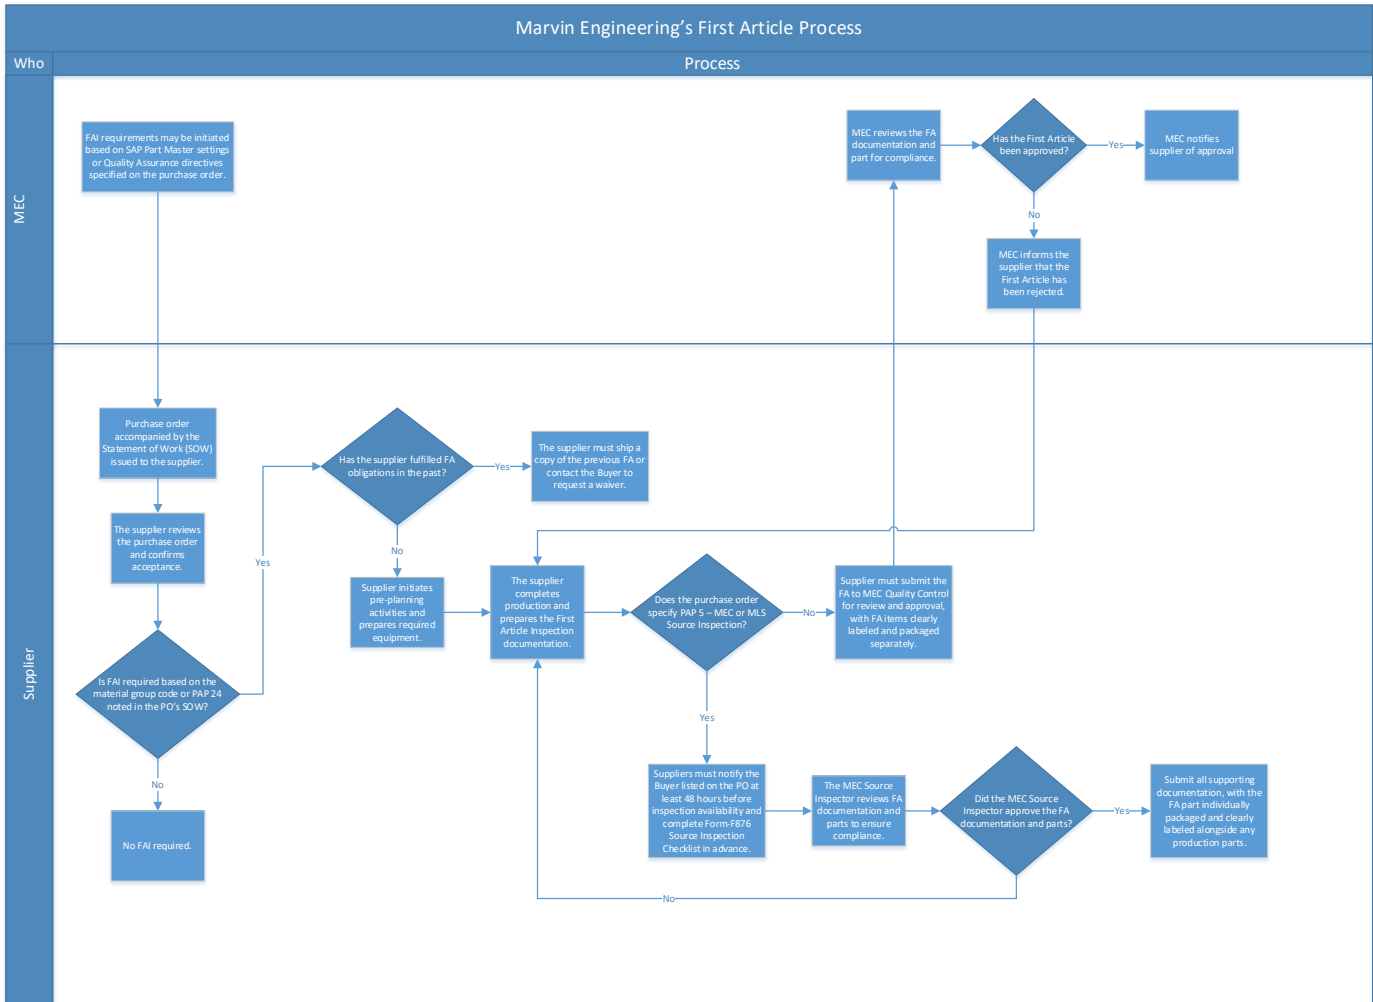 Marvin Engineering's First Article Process
Who
Process
MEC
FAI requirements may be initiated
based on SAP Part Master settings
or Quality Assurance directives
specified on the purchase order.
MEC reviews the FA
documentation and
part for compliance.
Has the First Article
been approved?
Yes
MEC notifies
supplier of approval
No
MEC informs the
supplier that the
First Article has
been rejected.
Supplier
Purchase order
accompanied by the
Statement of Work (SOW)
issued to the supplier.
The supplier reviews
the purchase order
and confirms
acceptance.
Is FAI required based on the
material group code or PAP 24
noted in the PO's SOW?
Yes
No
No FAI required.
Has the supplier fulfilled FA
obligations in the past?
Yes
The supplier must ship a
copy of the previous FA or
contact the Buyer to
request a waiver.
No
Supplier initiates
pre-planning
activities and
prepares required
equipment.
The supplier
completes
production and
prepares the First
Article Inspection
documentation.
Does the purchase order
specify PAP 5 – MEC or MLS
Source Inspection?
No
Supplier must submit the
FA to MEC Quality Control
for review and approval,
with FA items clearly
labeled and packaged
separately.
Yes
Suppliers must notify the
Buyer listed on the PO at
least 48 hours before
inspection availability and
complete Form-F876
Source Inspection
Checklist in advance.
The MEC Source
Inspector reviews FA
documentation and
parts to ensure
compliance.
Did the MEC Source
Inspector approve the FA
documentation and parts?
Yes
Submit all supporting
documentation, with the
FA part individually
packaged and clearly
labeled alongside any
production parts.
No